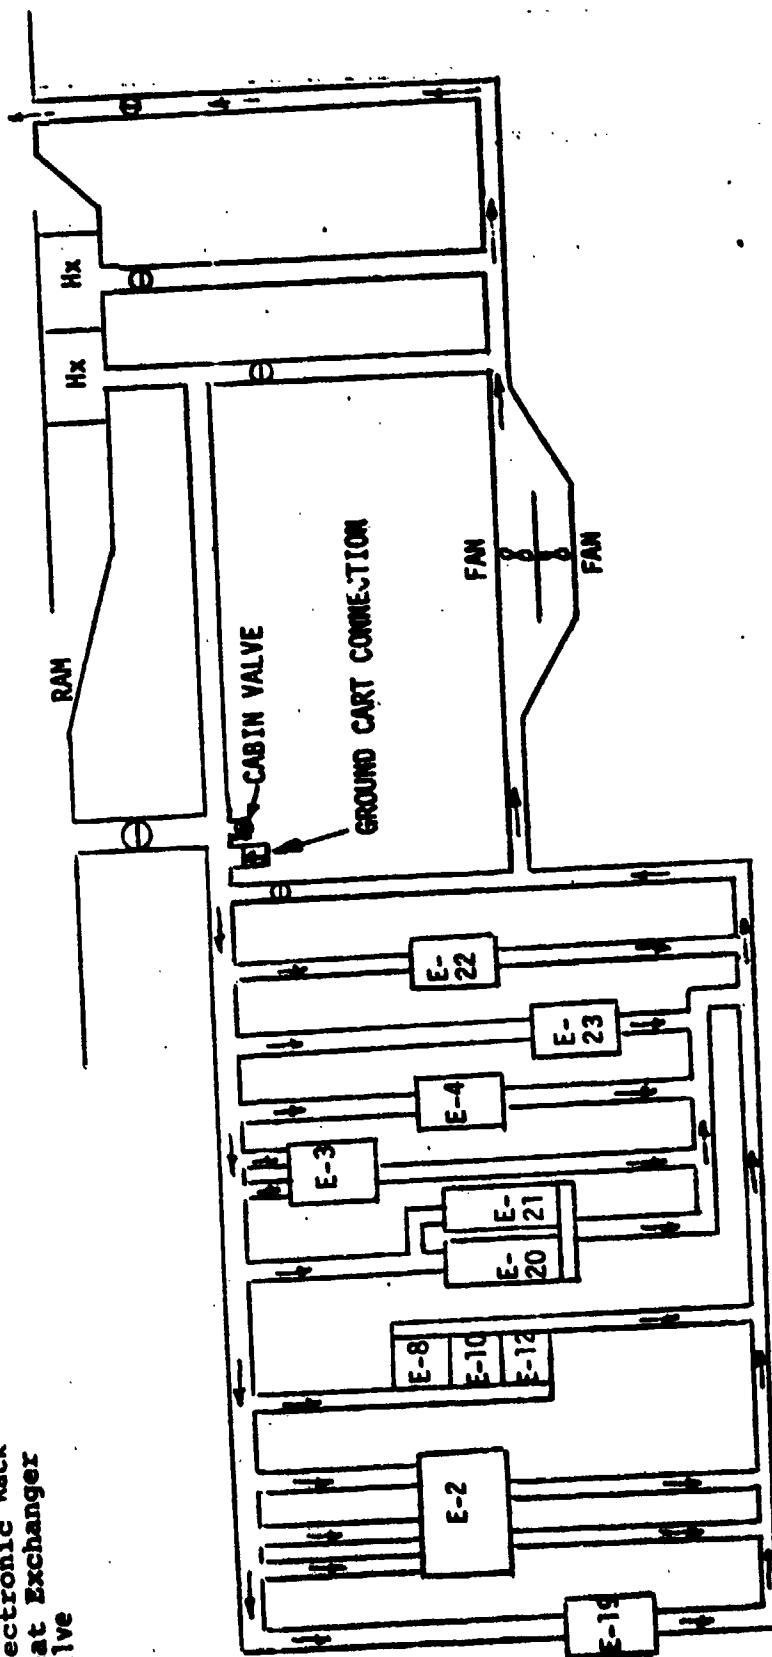 ectronic Rack
at Exchanger
lve
RAM
Hx
Hx
CABIN VALVE
GROUND CART CONNECTION
FAN
FAN
E-19
E-2
E-8
E-10
E-12
E-
20
E-
21
E-3
E-4
E-
23
E-
22